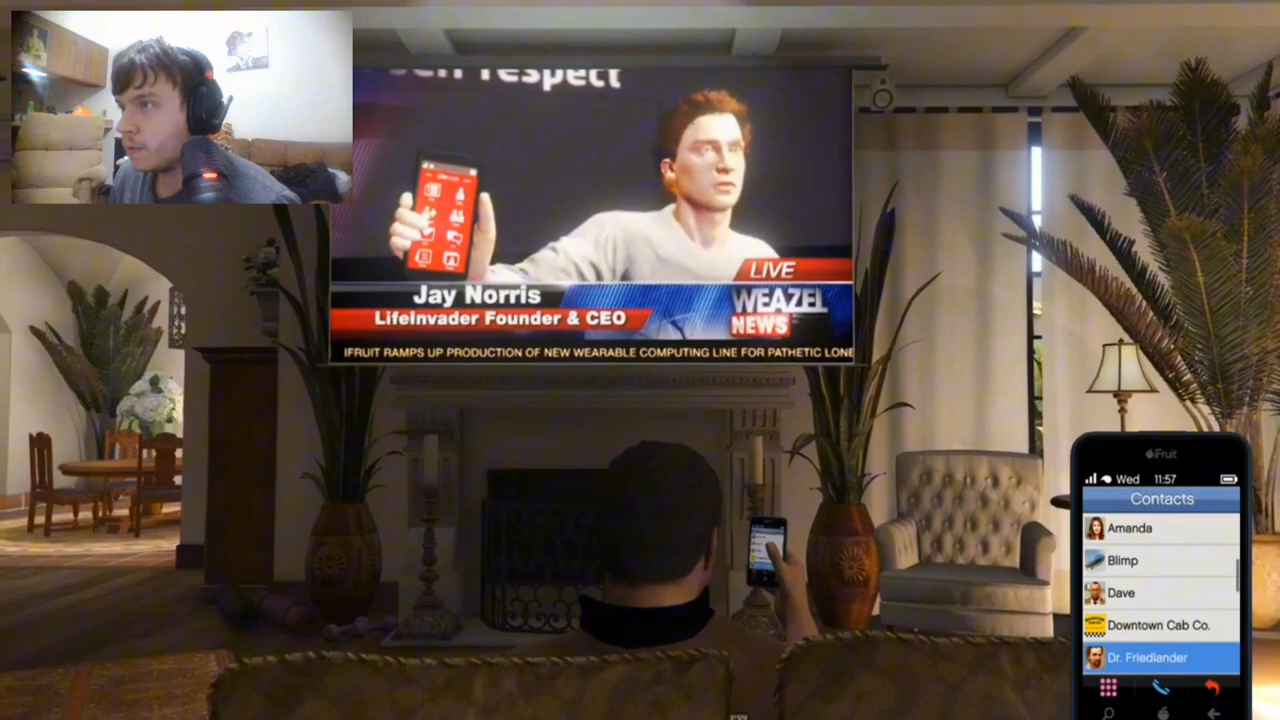 respect
LIVE
Jay Norris
LifeInvader Founder & CEO
WEAZEL
NEWS
IFRUIT RAMPS UP PRODUCTION OF NEW WEARABLE COMPUTING LINE FOR PATHETIC LONE
iFruit
Wed 11:57
Contacts
Amanda
Blimp
Dave
Downtown Cab Co.
Dr. Friedlander